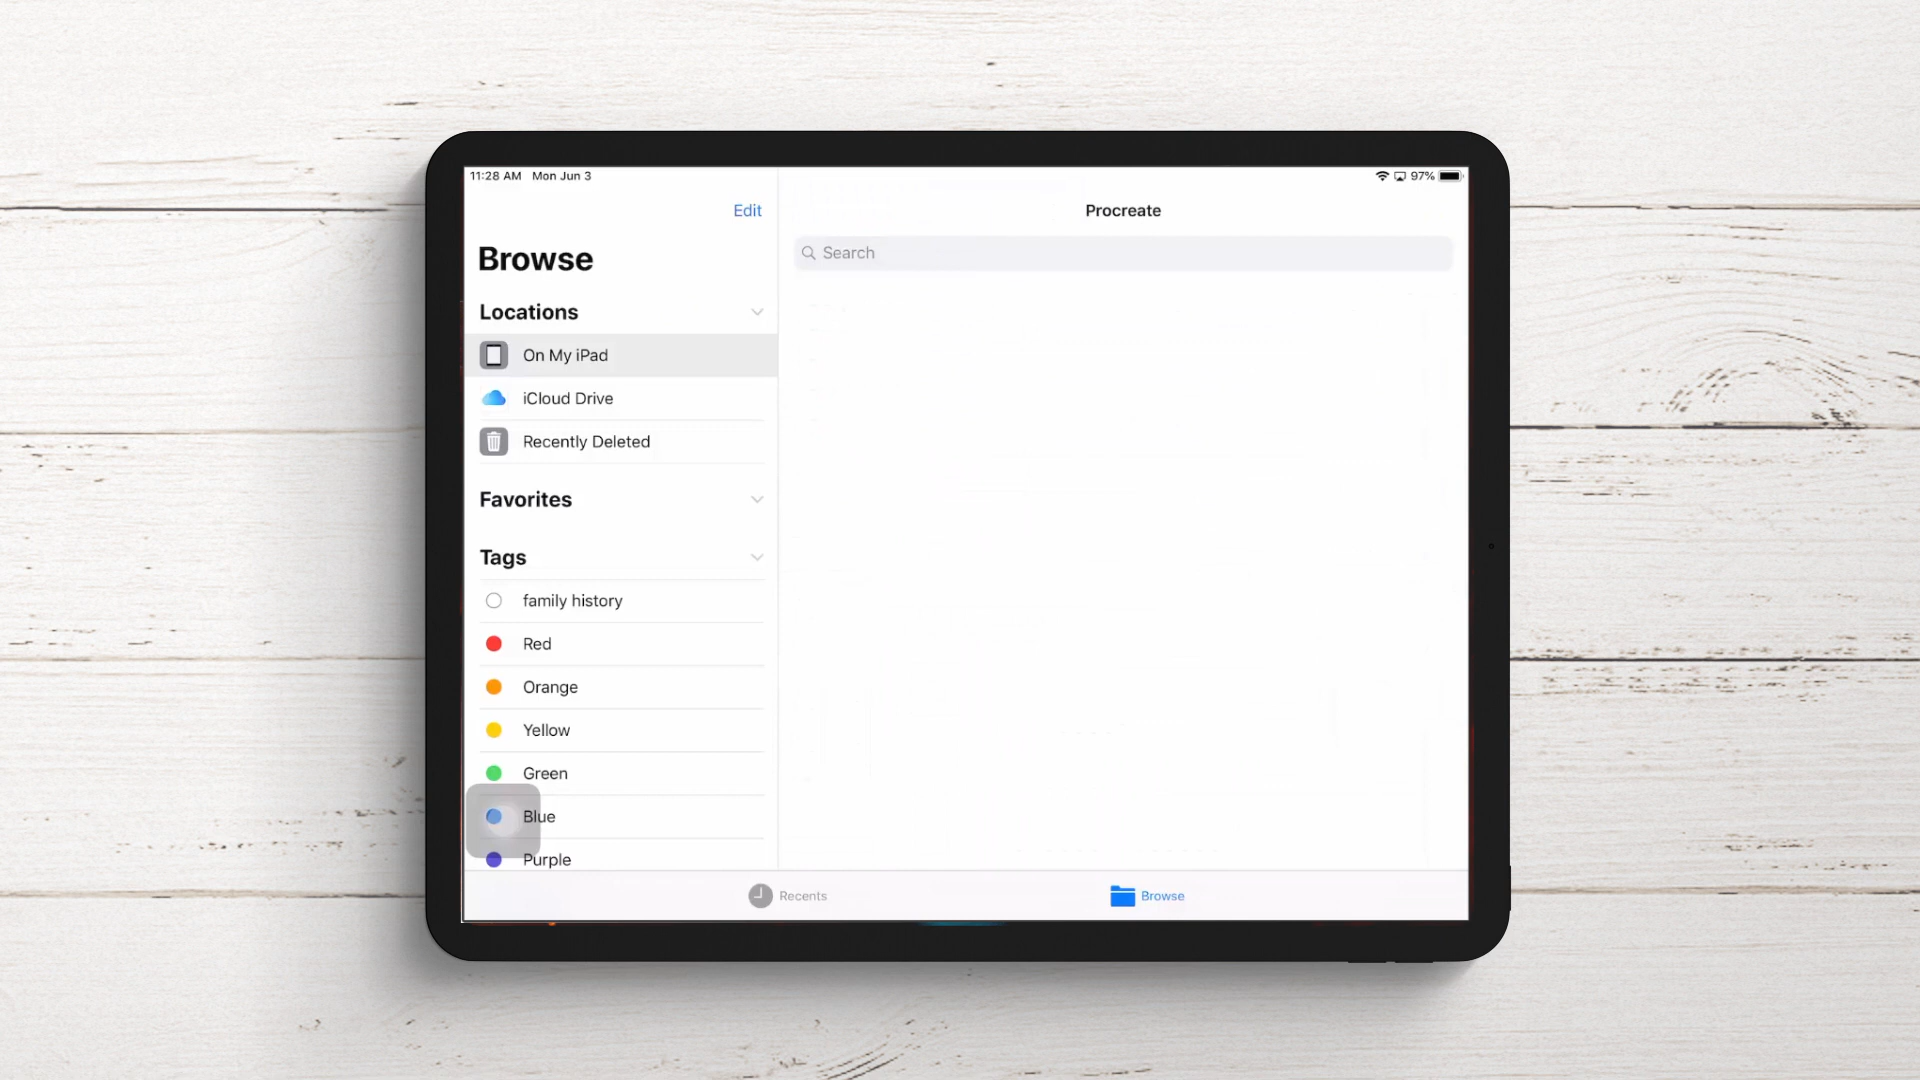 11:28 AM Mon Jun 3
97%
Edit
Procreate
Browse
Search
Locations
On My iPad
iCloud Drive
Recently Deleted
Favorites
Tags
family history
Red
Orange
Yellow
Green
Blue
Purple
Recents
Browse